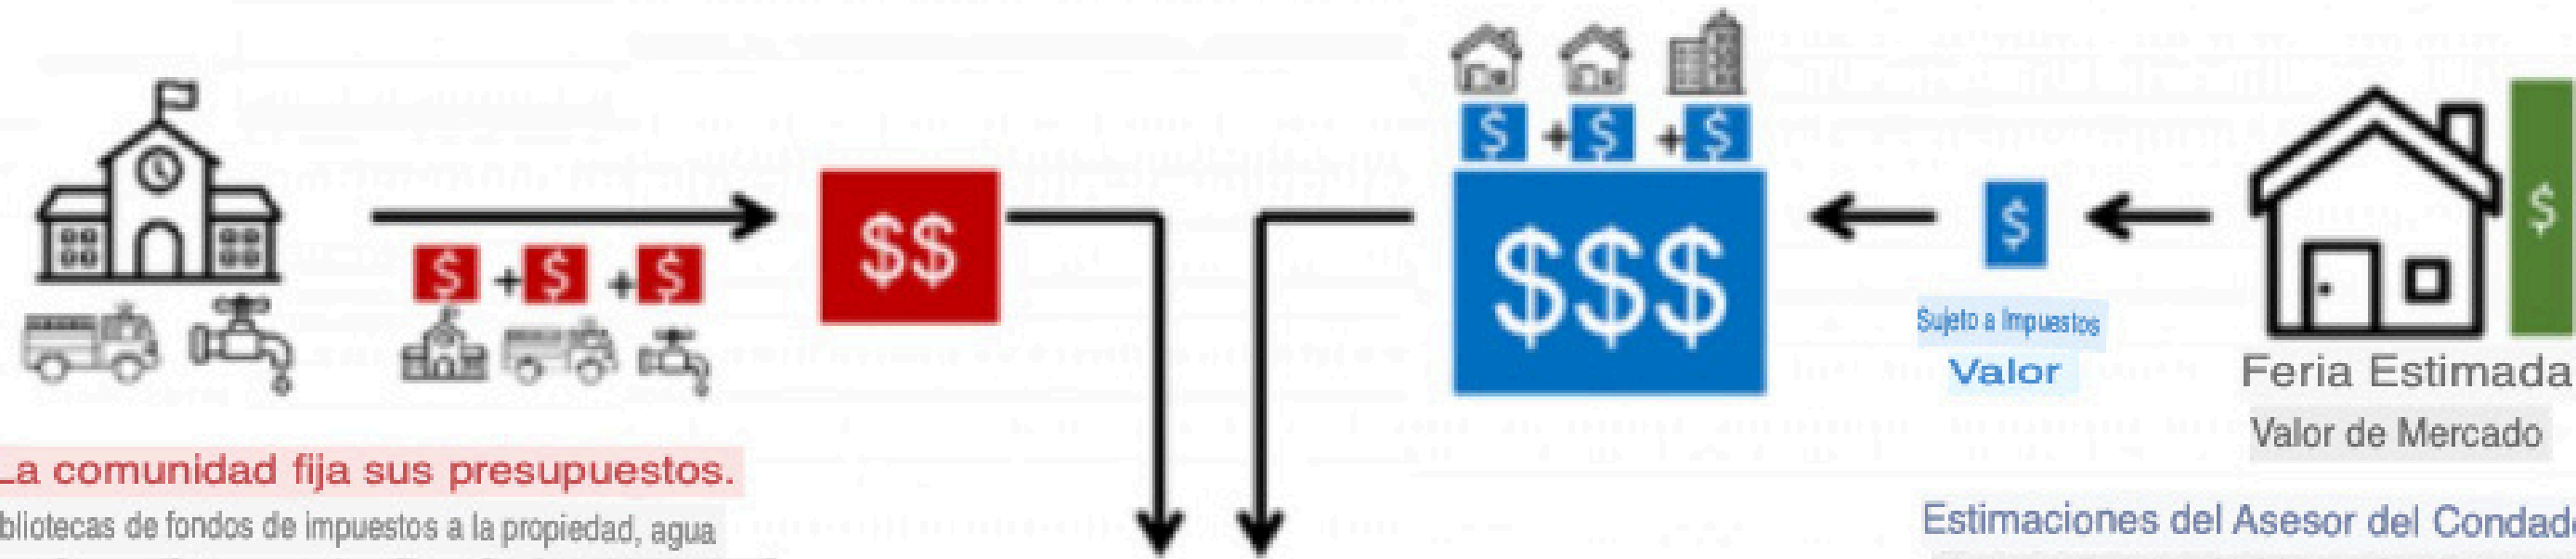 $ + $ + $
$$
La comunidad fija sus presupuestos.
bliotecas de fondos de impuestos a la propiedad, agua
$ + $ + $
$$$
$
Sujeto a Impuestos
Valor
$
Feria Estimada
Valor de Mercado
Estimaciones del Asesor del Condado